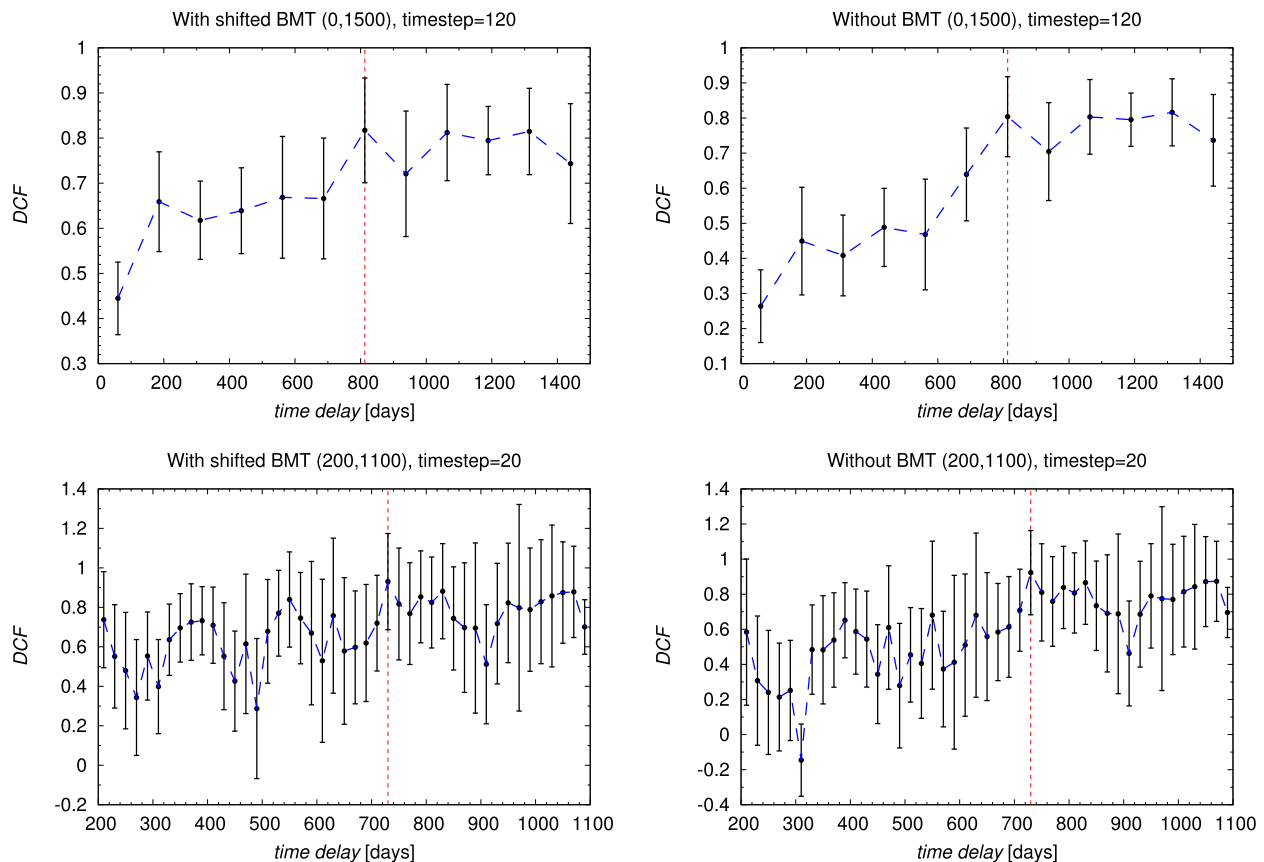 With shifted BMT (0,1500), timestep=120
1
0.9
0.8
0.7
0.6
0.5
0.4
0.3
DCF
0 200 400 600 800 1000 1200 1400
time delay [days]
Without BMT (0,1500), timestep=120
1
0.9
0.8
0.7
0.6
0.5
0.4
0.3
0.2
0.1
DCF
0 200 400 600 800 1000 1200 1400
time delay [days]
With shifted BMT (200,1100), timestep=20
1.4
1.2
1
0.8
0.6
0.4
0.2
0
-0.2
DCF
200 300 400 500 600 700 800 900 1000 1100
time delay [days]
Without BMT (200,1100), timestep=20
1.4
1.2
1
0.8
0.6
0.4
0.2
0
-0.2
-0.4
DCF
200 300 400 500 600 700 800 900 1000 1100
time delay [days]